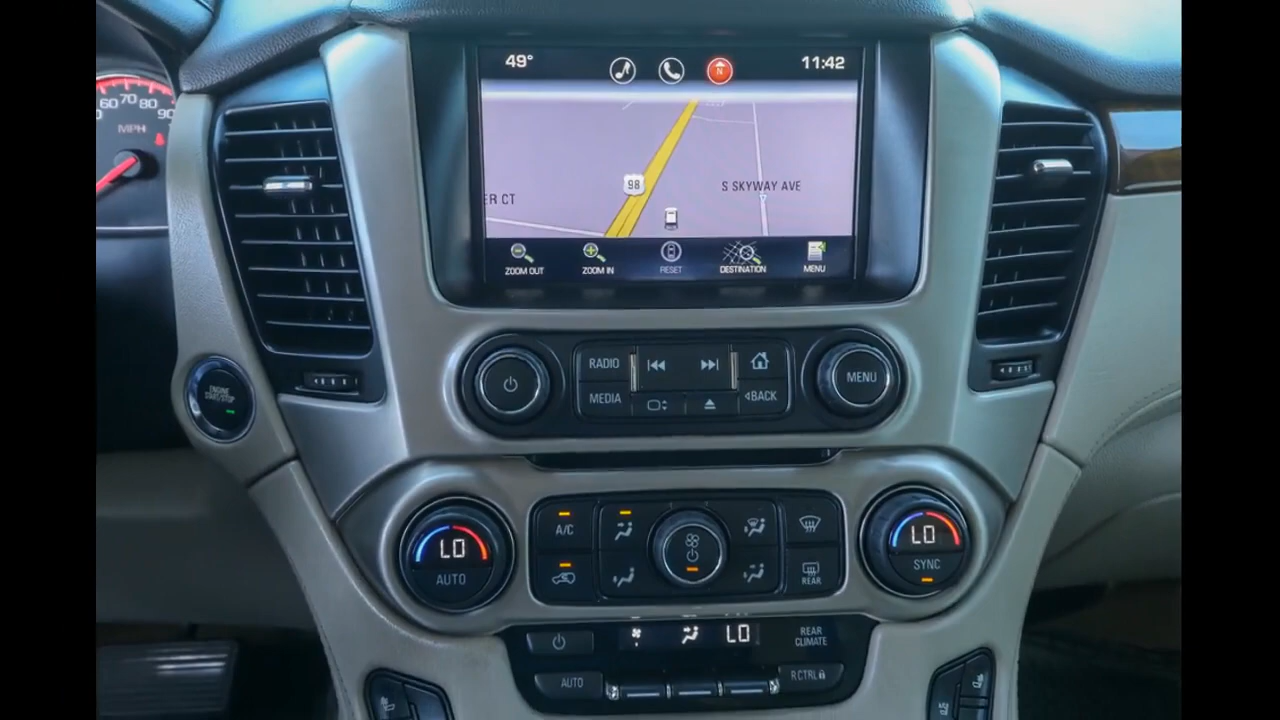 49°
N
11:42
60 70 80 90
MPH
98
S SKYWAY AVE
ER CT
ZOOM OUT
ZOOM IN
RESET
DESTINATION
MENU
RADIO
MEDIA
BACK
MENU
ENGINE
START/STOP
LO
AUTO
A/C
REAR
LO
SYNC
LO
REAR
CLIMATE
AUTO
R CTRL